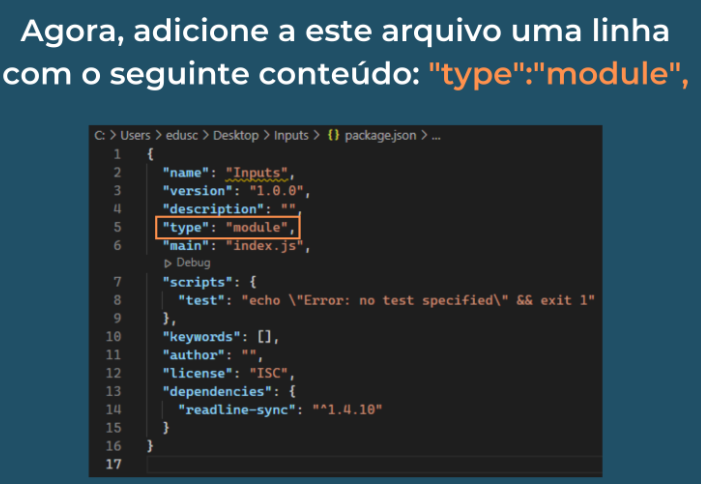 Agora, adicione a este arquivo uma linha
com o seguinte conteúdo: "type":"module",
C: > Users > edusc > Desktop > Inputs > {} package.json > ...
1 {
2 "name": "Inputs",
3 "version": "1.0.0",
4 "description": "",
5 "type": "module",
6 "main": "index.js",
Debug
7 "scripts": {
8 "test": "echo \"Error: no test specified\" && exit 1"
9 },
10 "keywords": [],
11 "author": "",
12 "license": "ISC",
13 "dependencies": {
14 "readline-sync": "^1.4.10"
15 }
16 }
17